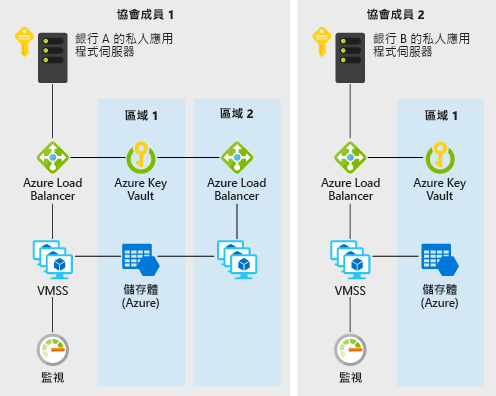 協會成員 1
銀行 A 的私人應用
程式伺服器
區域 1
區域 2
Azure Load
Balancer
Azure Key
Vault
Azure Load
Balancer
VMSS
儲存體
(Azure)
監視
協會成員 2
銀行 B 的私人應用
程式伺服器
區域 1
Azure Load
Balancer
Azure Key
Vault
VMSS
儲存體
(Azure)
監視